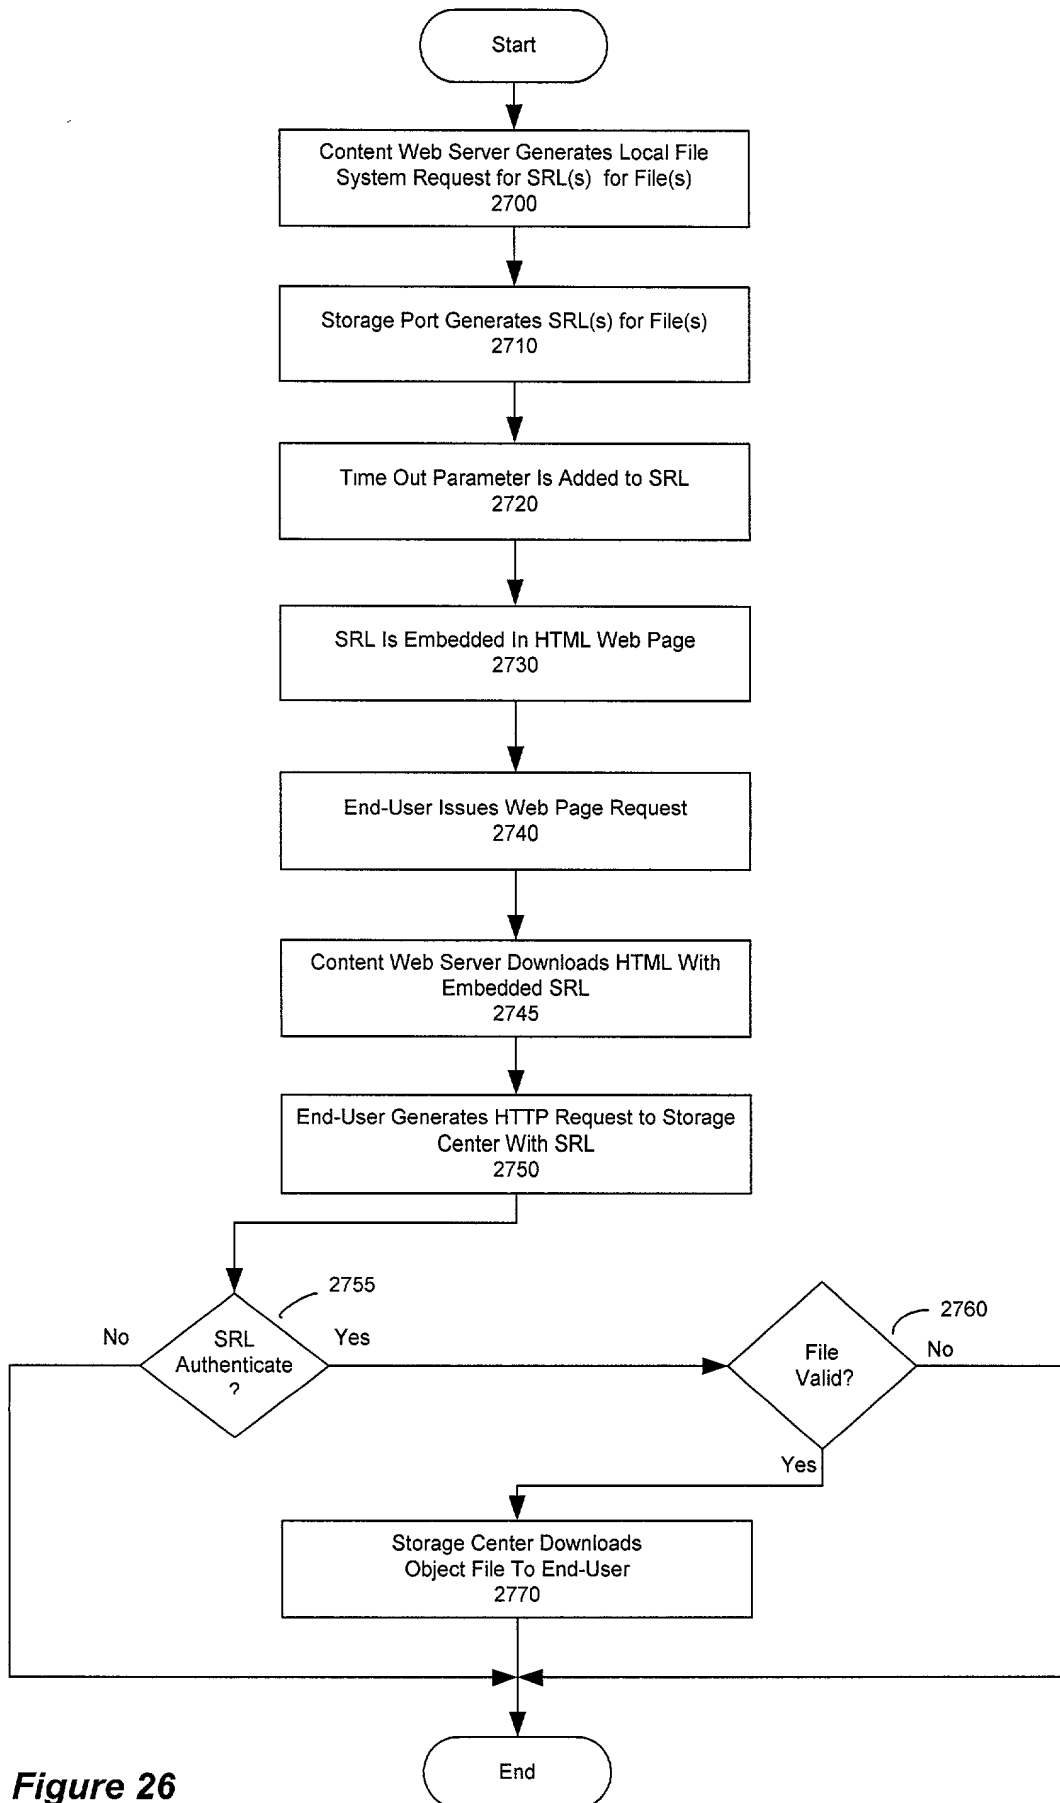 Start
Content Web Server Generates Local File
System Request for SRL(s) for File(s)
2700
Storage Port Generates SRL(s) for File(s)
2710
Time Out Parameter Is Added to SRL
2720
SRL Is Embedded In HTML Web Page
2730
End-User Issues Web Page Request
2740
Content Web Server Downloads HTML With
Embedded SRL
2745
End-User Generates HTTP Request to Storage
Center With SRL
2750
2755
No
SRL
Authenticate
?
Yes
2760
File
Valid?
No
Yes
Storage Center Downloads
Object File To End-User
2770
End
Figure 26